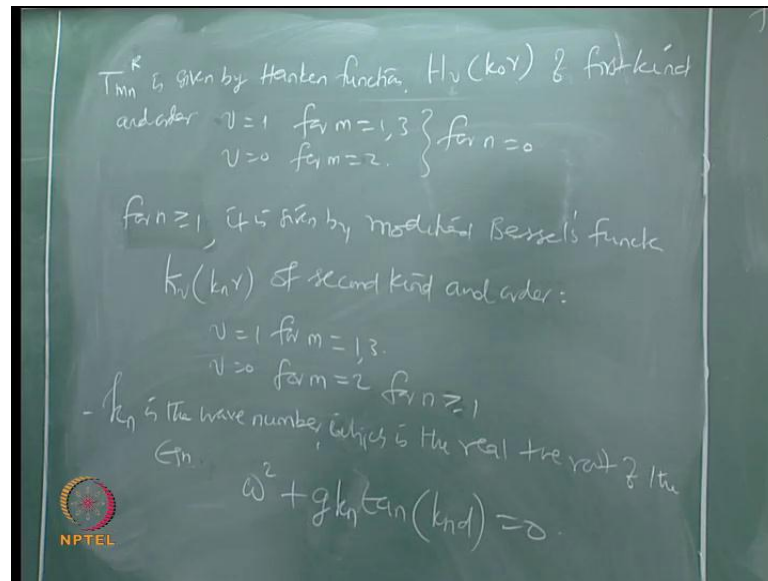 T_mn^R is given by Hanken function. H_ν(k₀r) of first kind
and order ν=1 for m=1,3 } for n=0
ν=0 for m=2.
for n≥1, it is given by modified Bessel's functn
K_ν(k_n r) of second kind and order:
ν=1 for m=1,3.
ν=0 for m=2 for n≥1
- k_n is the wave number, which is the real +ve root of the
Eqn.
ω² + g k_n tan(k_n d) = 0.
NPTEL